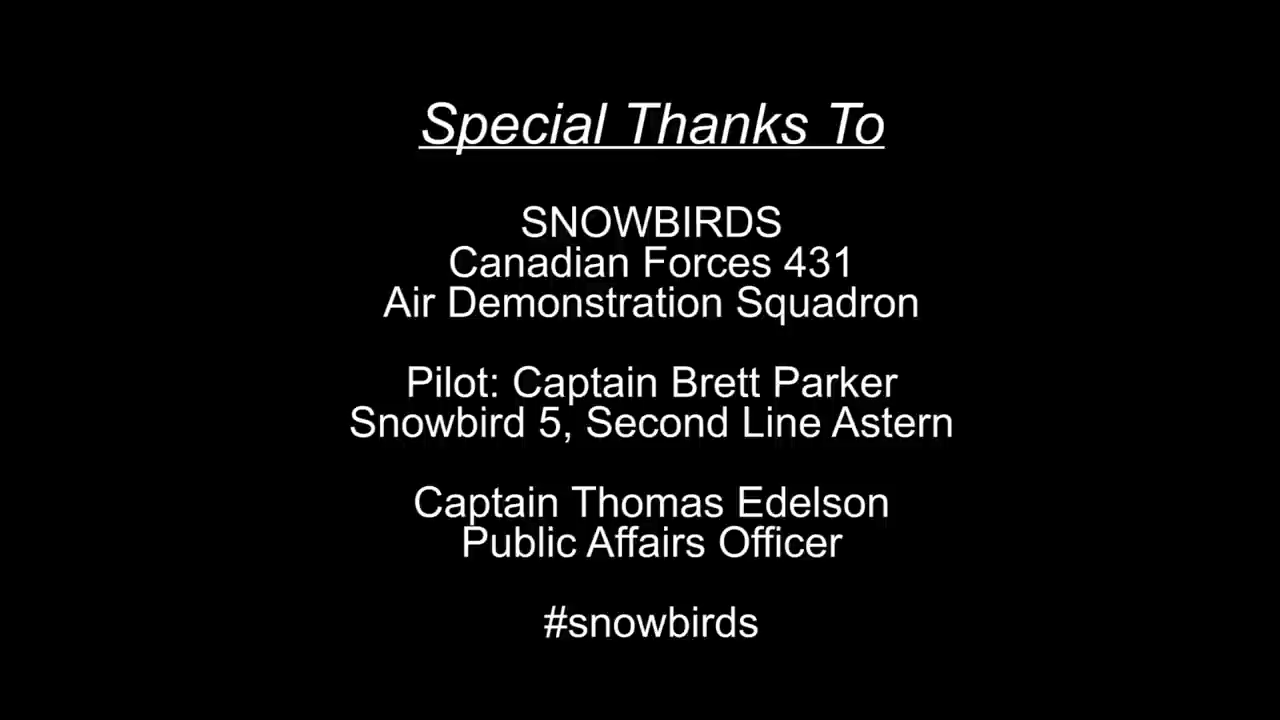 Special Thanks To
SNOWBIRDS
Canadian Forces 431
Air Demonstration Squadron
Pilot: Captain Brett Parker
Snowbird 5, Second Line Astern
Captain Thomas Edelson
Public Affairs Officer
#snowbirds